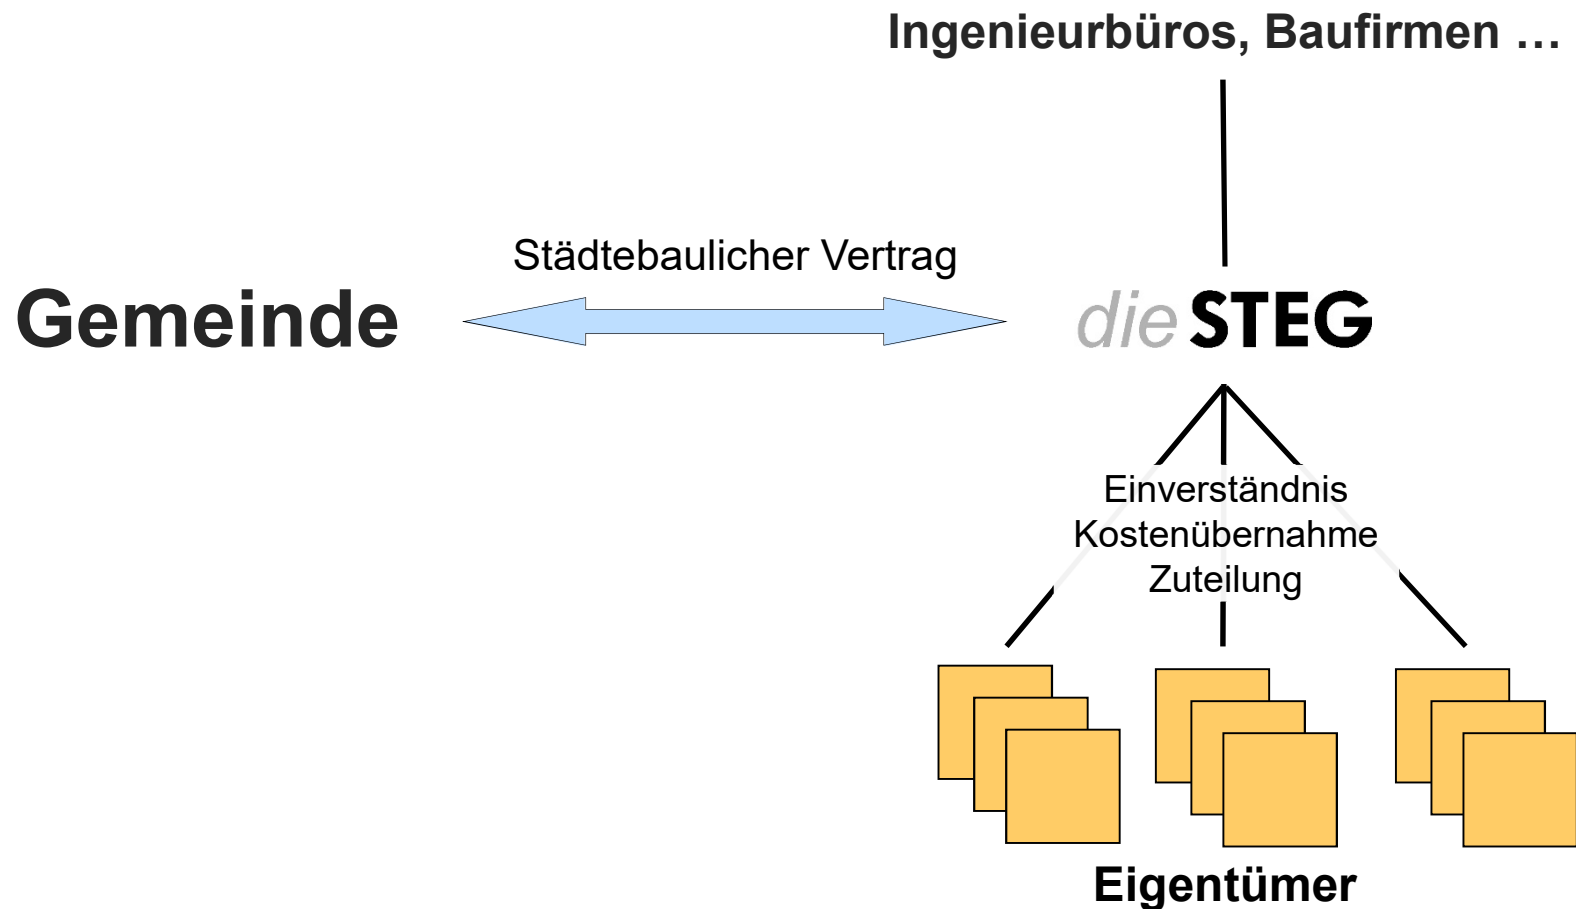 Ingenieurbüros, Baufirmen …
Städtebaulicher Vertrag
Gemeinde
die STEG
Einverständnis
Kostenübernahme
Zuteilung
Eigentümer